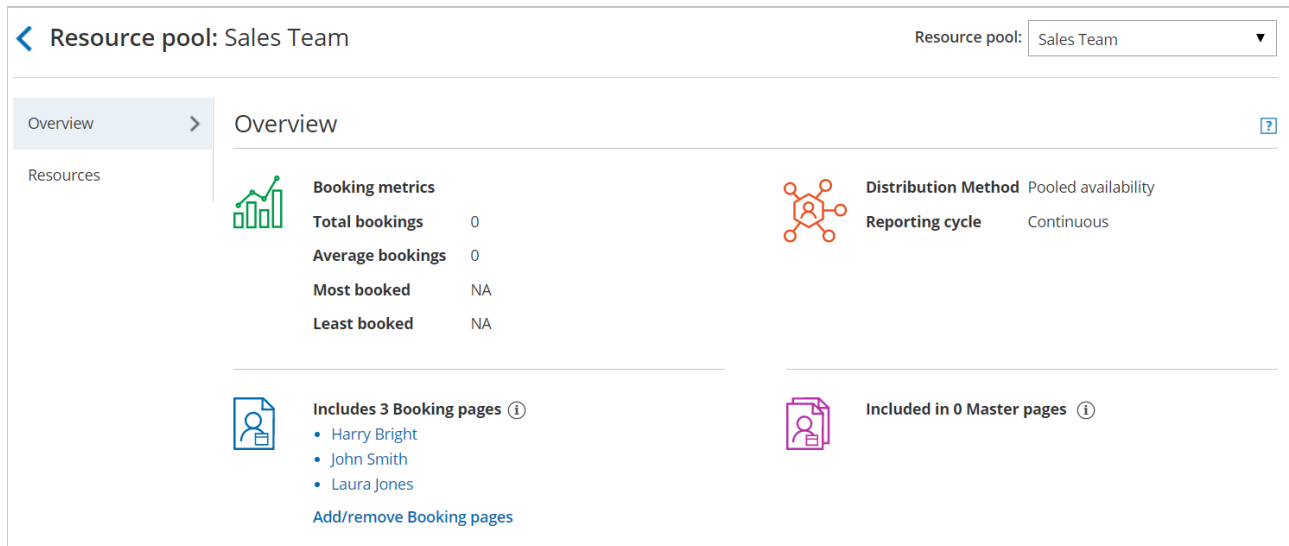 Resource pool: Sales Team
Resource pool: Sales Team
Overview
Resources
Overview
?
Booking metrics
Total bookings 0
Average bookings 0
Most booked NA
Least booked NA
Distribution Method Pooled availability
Reporting cycle Continuous
Includes 3 Booking pages i
Harry Bright
John Smith
Laura Jones
Add/remove Booking pages
Included in 0 Master pages i